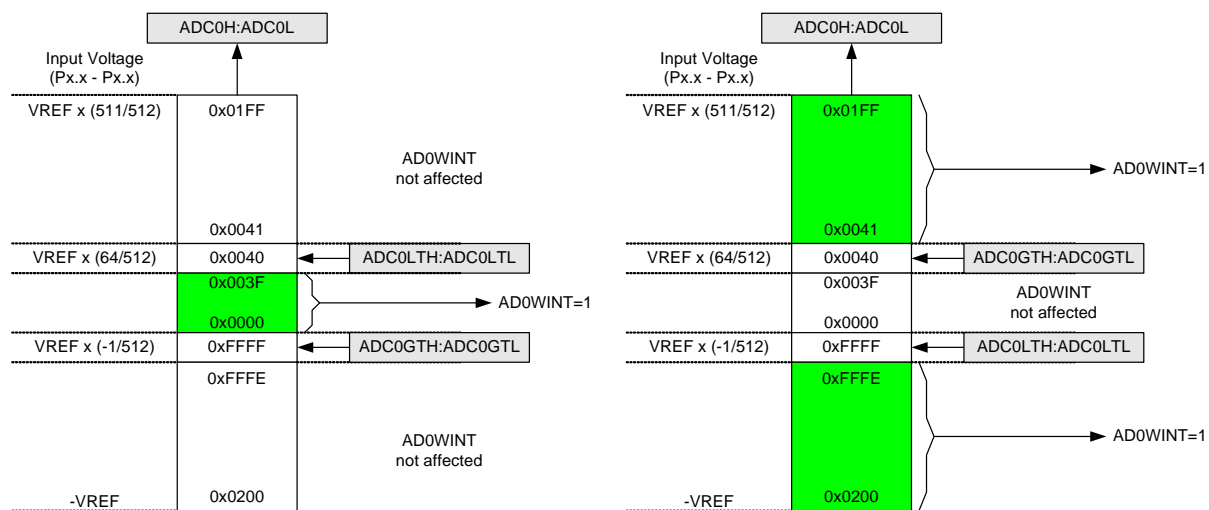 ADC0H:ADC0L
Input Voltage
(Px.x - Px.x)
VREF x (511/512)
0x01FF
AD0WINT
not affected
0x0041
VREF x (64/512)
0x0040
ADC0LTH:ADC0LTL
0x003F
AD0WINT=1
0x0000
VREF x (-1/512)
0xFFFF
ADC0GTH:ADC0GTL
0xFFFE
AD0WINT
not affected
-VREF
0x0200
ADC0H:ADC0L
Input Voltage
(Px.x - Px.x)
VREF x (511/512)
0x01FF
AD0WINT=1
0x0041
VREF x (64/512)
0x0040
ADC0GTH:ADC0GTL
0x003F
AD0WINT
not affected
0x0000
VREF x (-1/512)
0xFFFF
ADC0LTH:ADC0LTL
0xFFFE
AD0WINT=1
-VREF
0x0200